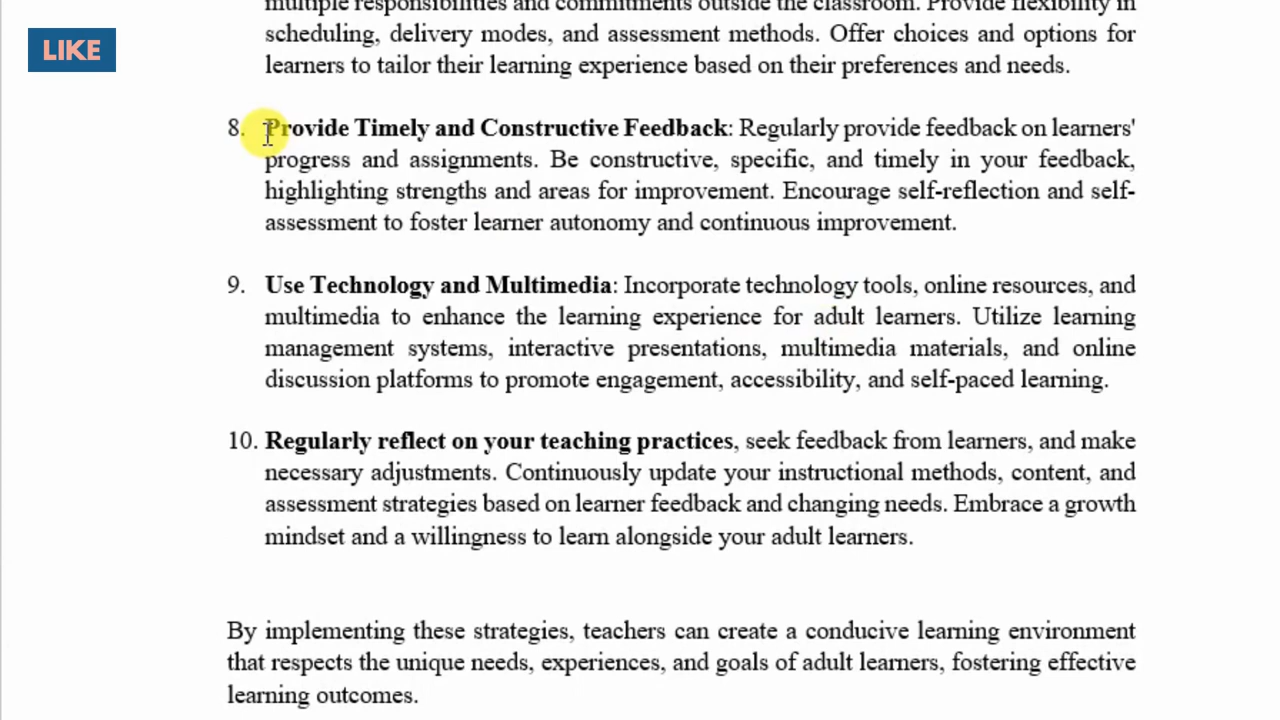 LIKE
multiple responsibilities and commitments outside the classroom. Provide flexibility in
scheduling, delivery modes, and assessment methods. Offer choices and options for
learners to tailor their learning experience based on their preferences and needs.
8. Provide Timely and Constructive Feedback: Regularly provide feedback on learners'
progress and assignments. Be constructive, specific, and timely in your feedback,
highlighting strengths and areas for improvement. Encourage self-reflection and self-
assessment to foster learner autonomy and continuous improvement.
9. Use Technology and Multimedia: Incorporate technology tools, online resources, and
multimedia to enhance the learning experience for adult learners. Utilize learning
management systems, interactive presentations, multimedia materials, and online
discussion platforms to promote engagement, accessibility, and self-paced learning.
10. Regularly reflect on your teaching practices, seek feedback from learners, and make
necessary adjustments. Continuously update your instructional methods, content, and
assessment strategies based on learner feedback and changing needs. Embrace a growth
mindset and a willingness to learn alongside your adult learners.
By implementing these strategies, teachers can create a conducive learning environment
that respects the unique needs, experiences, and goals of adult learners, fostering effective
learning outcomes.